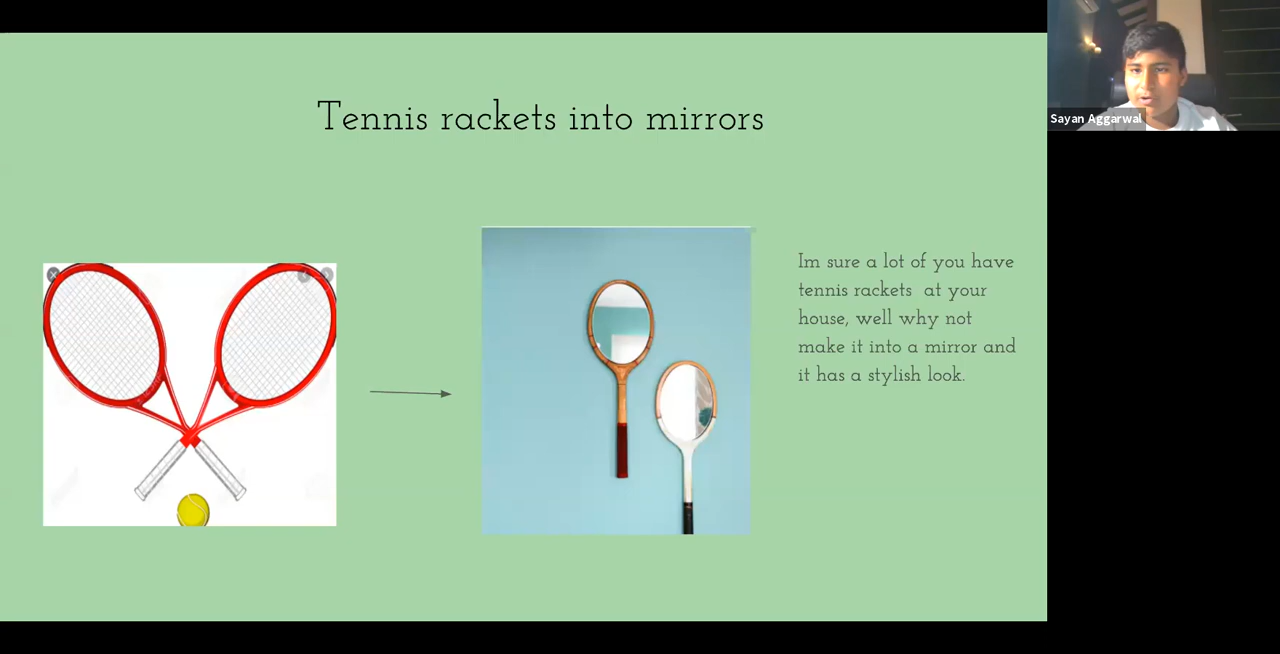 Tennis rackets into mirrors
Im sure a lot of you have
tennis rackets at your
house, well why not
make it into a mirror and
it has a stylish look.
Sayan Aggarwal